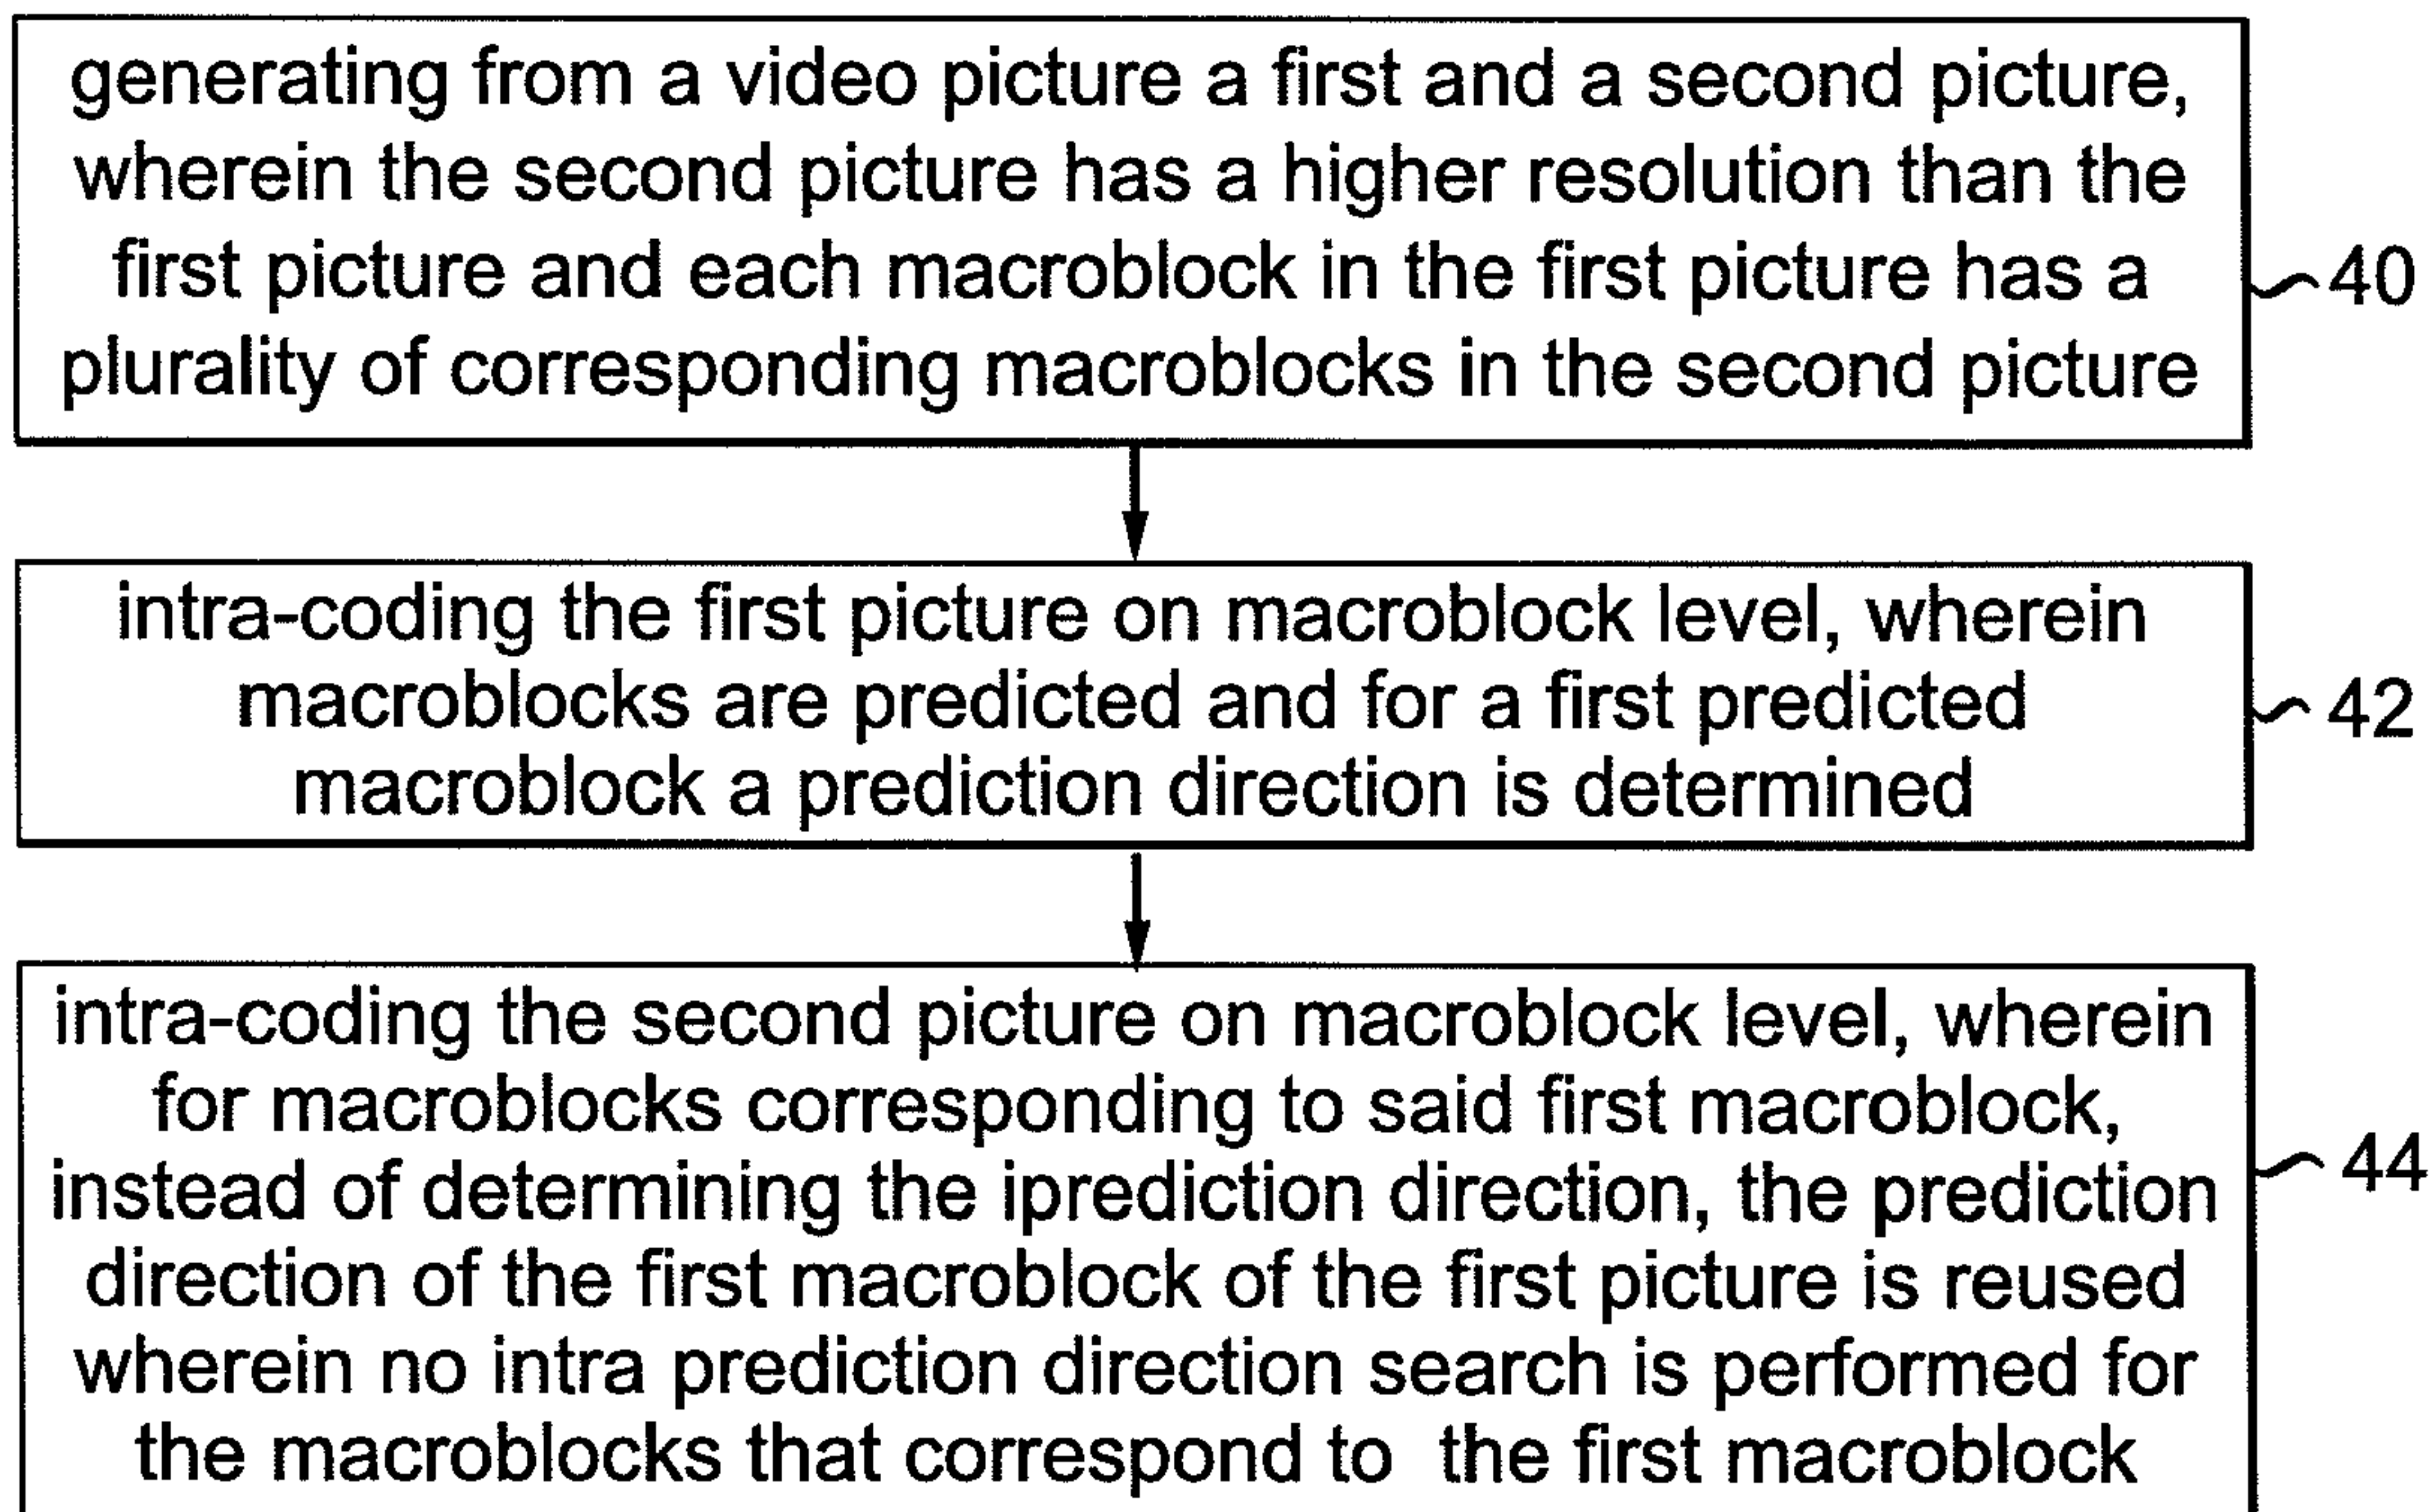 generating from a video picture a first and a second picture,
wherein the second picture has a higher resolution than the
first picture and each macroblock in the first picture has a
plurality of corresponding macroblocks in the second picture
40
intra-coding the first picture on macroblock level, wherein
macroblocks are predicted and for a first predicted
macroblock a prediction direction is determined
42
intra-coding the second picture on macroblock level, wherein
for macroblocks corresponding to said first macroblock,
instead of determining the iprediction direction, the prediction
direction of the first macroblock of the first picture is reused
wherein no intra prediction direction search is performed for
the macroblocks that correspond to  the first macroblock
44